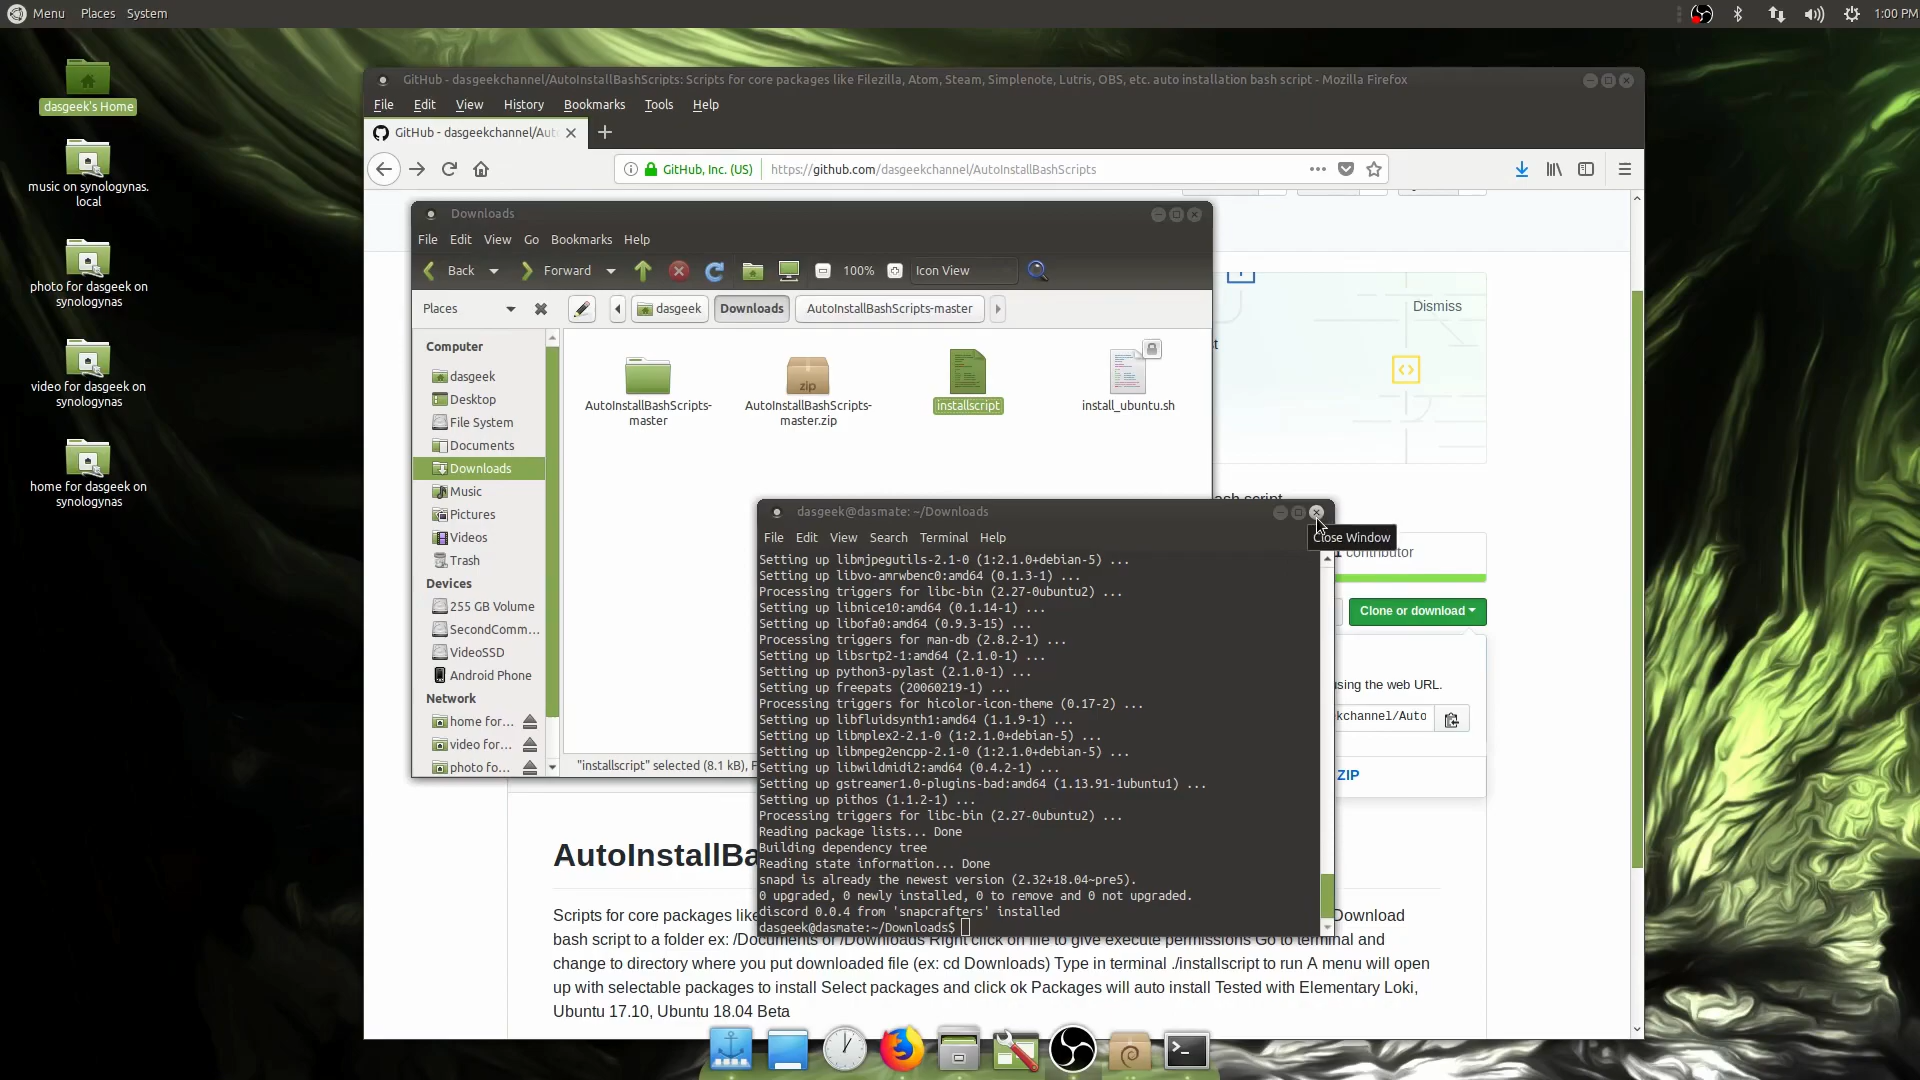 Menu Places System
1:00 PM
dasgeek's Home
music on synologynas.
local
photo for dasgeek on
synologynas
video for dasgeek on
synologynas
home for dasgeek on
synologynas
GitHub - dasgeekchannel/AutoInstallBashScripts: Scripts for core packages like Filezilla, Atom, Steam, Simplenote, Lutris, OBS, etc. auto installation bash script - Mozilla Firefox
File Edit View History Bookmarks Tools Help
GitHub - dasgeekchannel/Aut
GitHub, Inc. (US) https://github.com/dasgeekchannel/AutoInstallBashScripts
Downloads
File Edit View Go Bookmarks Help
Back Forward 100% Icon View
Places dasgeek Downloads AutoInstallBashScripts-master
Computer
dasgeek
Desktop
File System
Documents
Downloads
Music
Pictures
Videos
Trash
Devices
255 GB Volume
SecondComm...
VideoSSD
Android Phone
Network
home for...
video for...
photo fo...
AutoInstallBashScripts-
master
zip
AutoInstallBashScripts-
master.zip
installscript
install_ubuntu.sh
"installscript" selected (8.1 kB), F
Dismiss
ash script
1 contributor
Clone or download
using the web URL.
kchannel/Auto
ZIP
dasgeek@dasmate: ~/Downloads
Close Window
File Edit View Search Terminal Help
Setting up libmjpegutils-2.1-0 (1:2.1.0+debian-5) ...
Setting up libvo-amrwbenc0:amd64 (0.1.3-1) ...
Processing triggers for libc-bin (2.27-0ubuntu2) ...
Setting up libnice10:amd64 (0.1.14-1) ...
Setting up libofa0:amd64 (0.9.3-15) ...
Processing triggers for man-db (2.8.2-1) ...
Setting up libsrtp2-1:amd64 (2.1.0-1) ...
Setting up python3-pylast (2.1.0-1) ...
Setting up freepats (20060219-1) ...
Processing triggers for hicolor-icon-theme (0.17-2) ...
Setting up libfluidsynth1:amd64 (1.1.9-1) ...
Setting up libmplex2-2.1-0 (1:2.1.0+debian-5) ...
Setting up libmpeg2encpp-2.1-0 (1:2.1.0+debian-5) ...
Setting up libwildmidi2:amd64 (0.4.2-1) ...
Setting up gstreamer1.0-plugins-bad:amd64 (1.13.91-1ubuntu1) ...
Setting up pithos (1.1.2-1) ...
Processing triggers for libc-bin (2.27-0ubuntu2) ...
Reading package lists... Done
Building dependency tree
Reading state information... Done
snapd is already the newest version (2.32+18.04~pre5).
0 upgraded, 0 newly installed, 0 to remove and 0 not upgraded.
discord 0.0.4 from 'snapcrafters' installed
dasgeek@dasmate:~/Downloads$
AutoInstallBa
Scripts for core packages like Download
bash script to a folder ex: /Documents or /Downloads Right click on file to give execute permissions Go to terminal and
change to directory where you put downloaded file (ex: cd Downloads) Type in terminal ./installscript to run A menu will open
up with selectable packages to install Select packages and click ok Packages will auto install Tested with Elementary Loki,
Ubuntu 17.10, Ubuntu 18.04 Beta